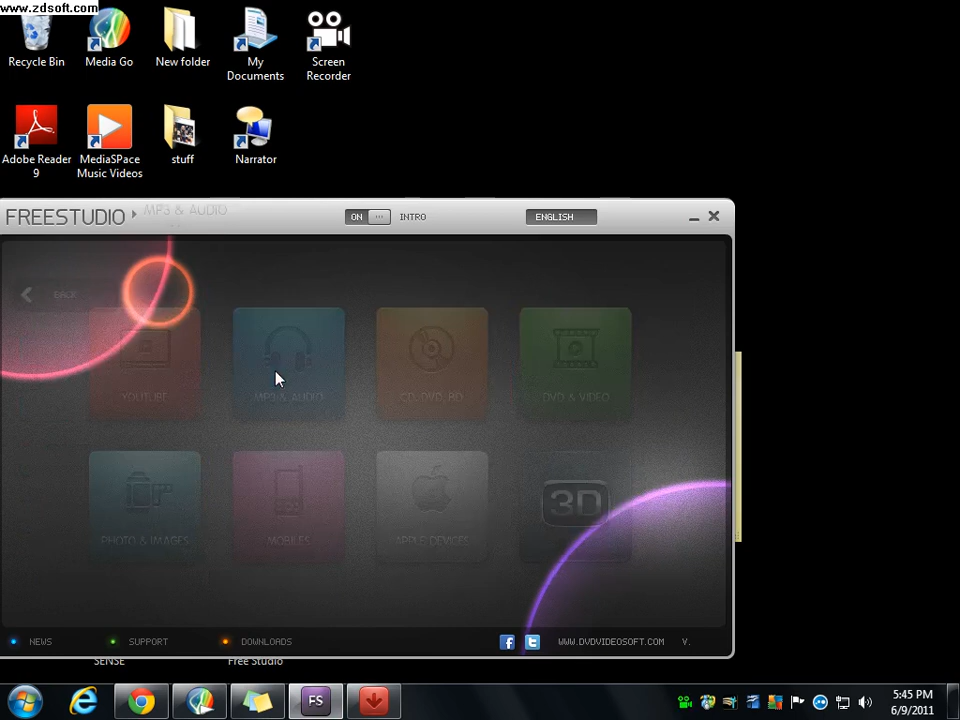 www.zdsoft.com
Recycle Bin
Media Go
New folder
My
Documents
Screen
Recorder
Adobe Reader
9
MediaSPace
Music Videos
stuff
Narrator
FREESTUDIO
MP3 & AUDIO
ON
INTRO
ENGLISH
BACK
YOUTUBE
MP3 & AUDIO
CD, DVD, BD
DVD & VIDEO
PHOTO & IMAGES
MOBILES
APPLE DEVICES
3D
NEWS
SUPPORT
DOWNLOADS
WWW.DVDVIDEOSOFT.COM
V.
SENSE
Free Studio
FS
5:45 PM
6/9/2011